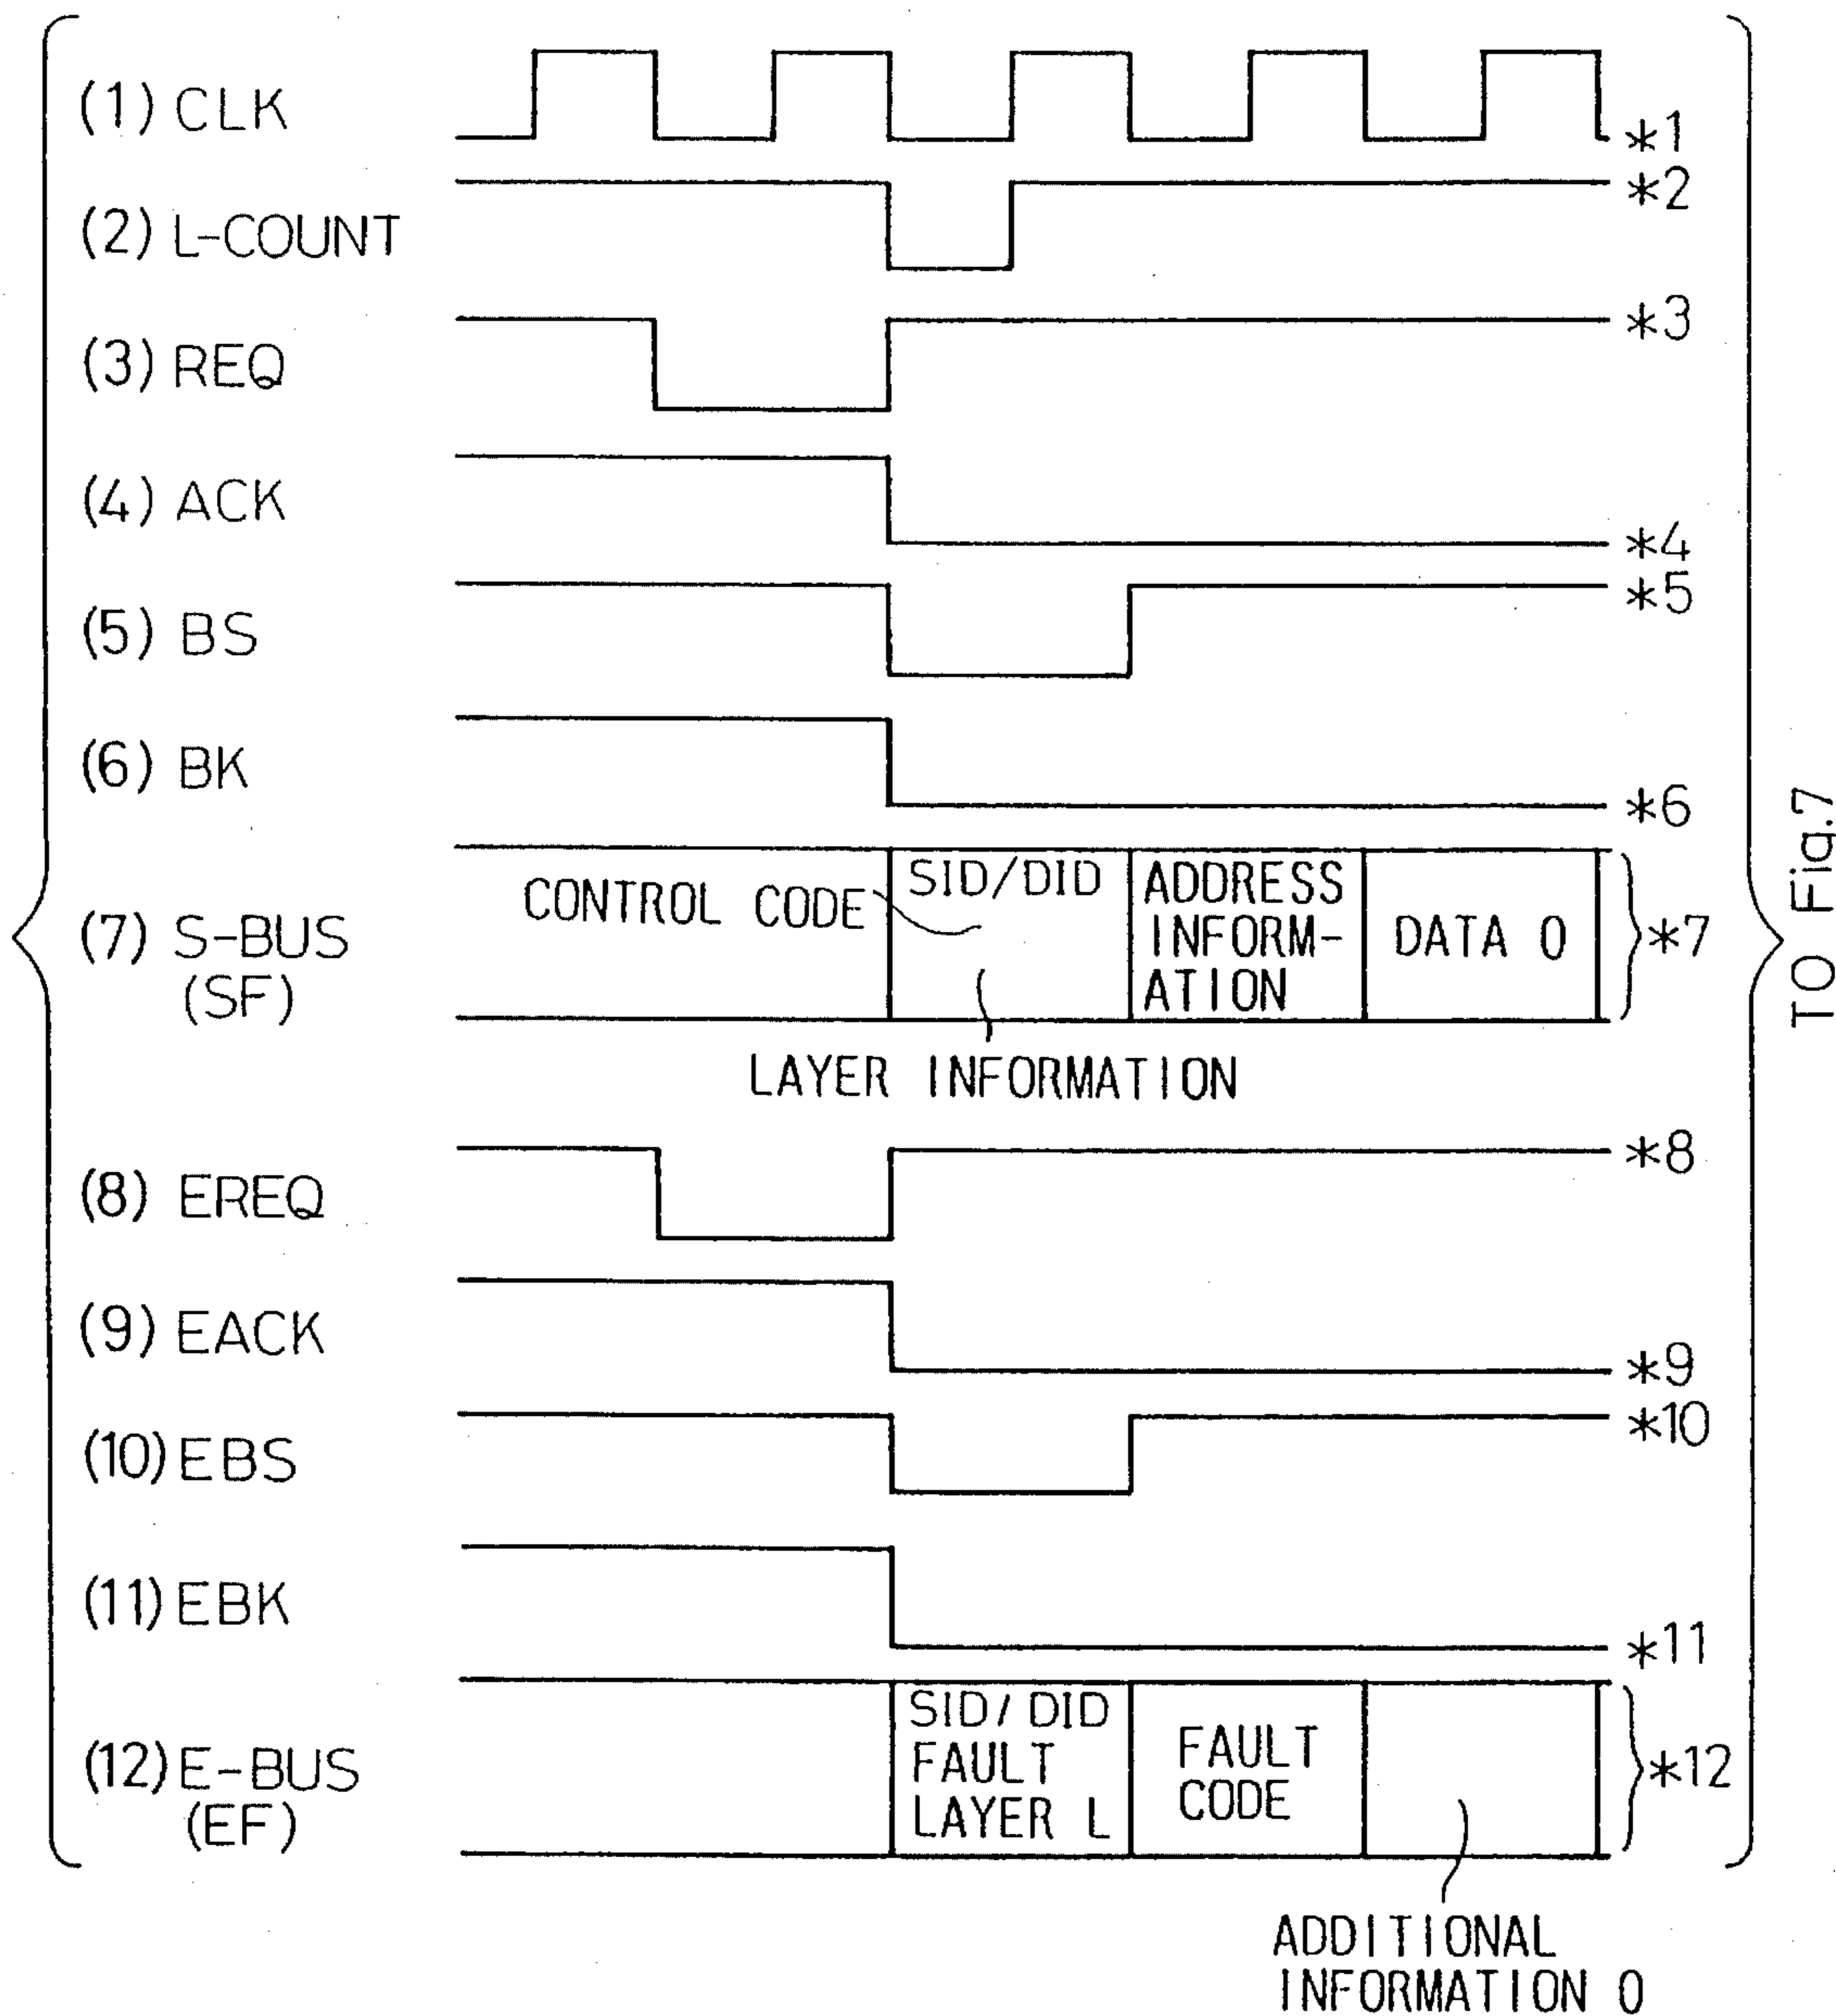 (1) CLK
*1
(2) L-COUNT
*2
(3) REQ
*3
(4) ACK
*4
(5) BS
*5
(6) BK
*6
(7) S-BUS
(SF)
CONTROL CODE
SID/DID
ADDRESS
INFORM-
ATION
DATA 0
*7
LAYER INFORMATION
(8) EREQ
*8
(9) EACK
*9
(10) EBS
*10
(11) EBK
*11
(12) E-BUS
(EF)
SID/DID
FAULT
LAYER L
FAULT
CODE
*12
ADDITIONAL
INFORMATION 0
TO Fig.7